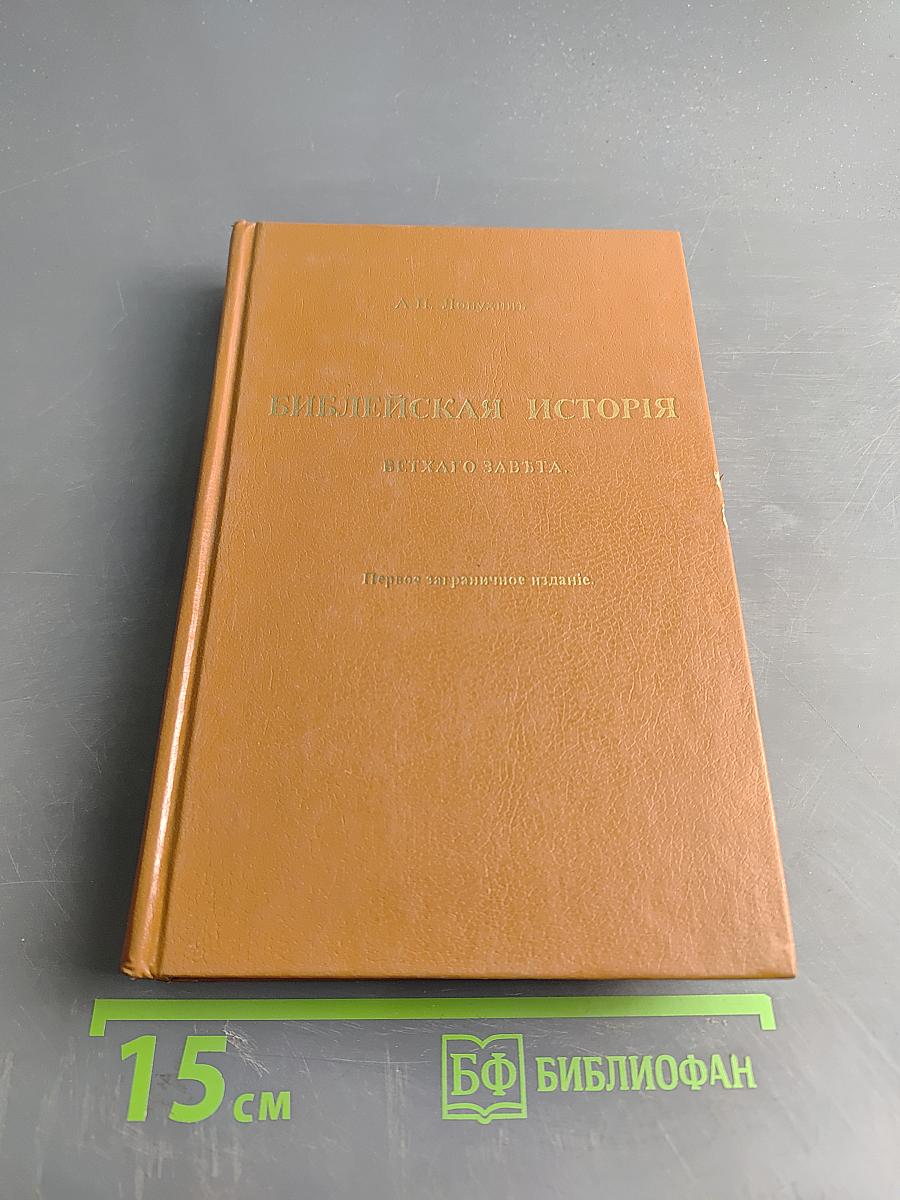 А П. Лопухинъ.
БИБЛЕЙСКАЯ ИСТОРІЯ
ВЕТХАГО ЗАВѢТА.
Первое заграничное изданіе.
15 см
БФ БИБЛИОФАН